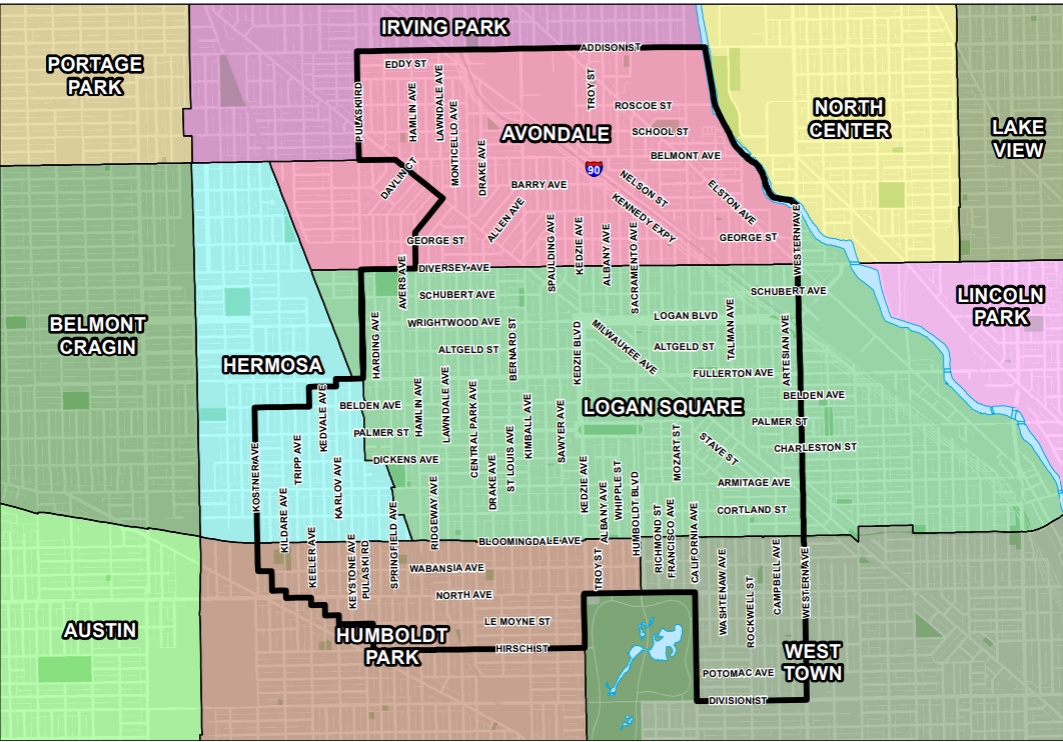 IRVING PARK
ADDISON ST
PORTAGE
PARK
EDDY ST
PULASKI RD
HAMLIN AVE
LAWNDALE AVE
MONTICELLO AVE
TROY ST
ROSCOE ST
NORTH
CENTER
LAKE
VIEW
AVONDALE
SCHOOL ST
BELMONT AVE
DRAKE AVE
90
DAVLIN CT
BARRY AVE
NELSON ST
ELSTON AVE
KENNEDY EXPY
ALLEN AVE
GEORGE ST
SPAULDING AVE
KEDZIE AVE
ALBANY AVE
SACRAMENTO AVE
GEORGE ST
WESTERN AVE
DIVERSEY AVE
AVERS AVE
SCHUBERT AVE
SCHUBERT AVE
LINCOLN
PARK
BELMONT
CRAGIN
WRIGHTWOOD AVE
LOGAN BLVD
MILWAUKEE AVE
TALMAN AVE
HARDING AVE
ALTGELD ST
BERNARD ST
KEDZIE BLVD
ALTGELD ST
ARTESIAN AVE
HERMOSA
FULLERTON AVE
BELDEN AVE
KEDVALE AVE
BELDEN AVE
HAMLIN AVE
LAWNDALE AVE
CENTRAL PARK AVE
KIMBALL AVE
SAWYER AVE
LOGAN SQUARE
PALMER ST
PALMER ST
CHARLESTON ST
KOSTNER AVE
TRIPP AVE
DICKENS AVE
ST LOUIS AVE
DRAKE AVE
MOZART ST
STAVE ST
KARLOV AVE
KEDZIE AVE
ALBANY AVE
WHIPPLE ST
HUMBOLDT BLVD
ARMITAGE AVE
KILDARE AVE
SPRINGFIELD AVE
RIDGEWAY AVE
RICHMOND ST
FRANCISCO AVE
CALIFORNIA AVE
CORTLAND ST
BLOOMINGDALE AVE
KEELER AVE
KEYSTONE AVE
PULASKI RD
WABANSIA AVE
TROY ST
WASHTENAW AVE
ROCKWELL ST
CAMPBELL AVE
WESTERN AVE
NORTH AVE
AUSTIN
LE MOYNE ST
HUMBOLDT
PARK
HIRSCH ST
WEST
TOWN
POTOMAC AVE
DIVISION ST